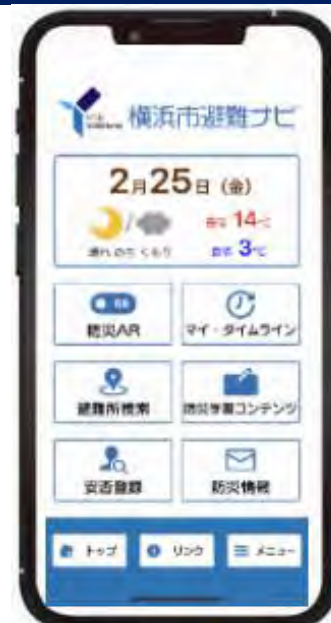 横浜市避難ナビ
2月25日 (金)
最高 14℃
晴れ のち くもり
最低 3℃
防災AR
マイ・タイムライン
避難所検索
防災学習コンテンツ
安否登録
防災情報
トップ
リンク
メニュー